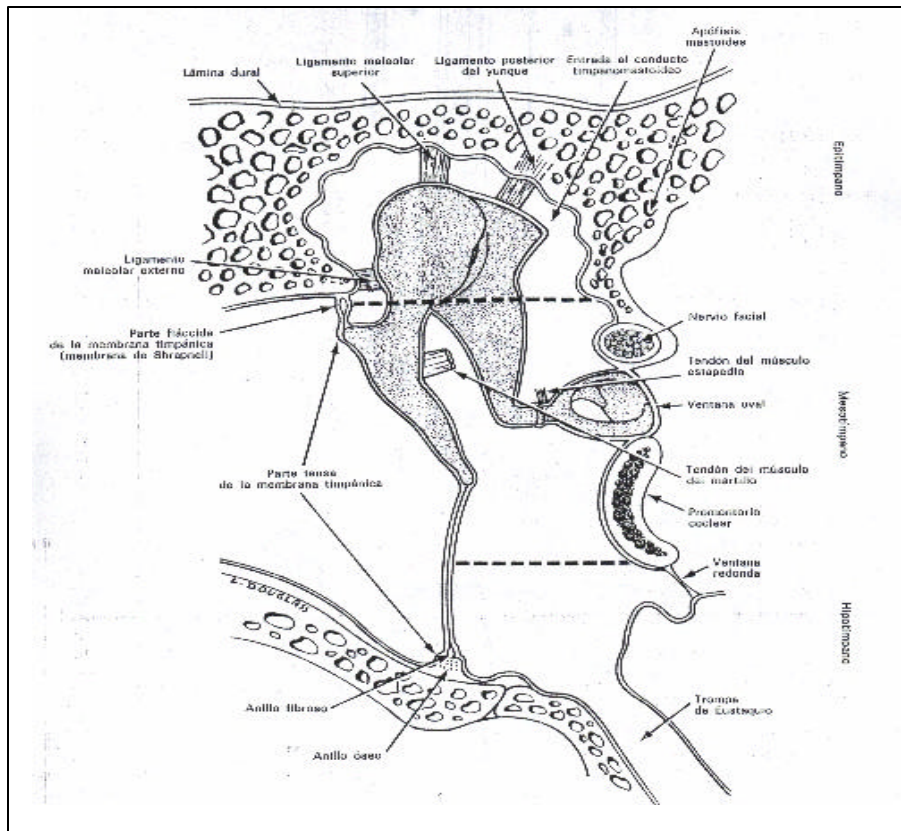 Apófisis
mastoides
Ligamento maleolar
superior
Ligamento posterior
del yunque
Entrada al conducto
timpanomastoideo
Lámina dural
Epitímpano
Ligamento
maleolar externo
Parte fláccida
de la membrana timpánica
(membrana de Shrapnell)
Nervio facial
Tendón del músculo
estapedio
Ventana oval
Mesotímpano
Parte tensa
de la membrana timpánica
Tendón del músculo
del martillo
Promontorio
coclear
Ventana
redonda
L. DOUGLAS
Hipotímpano
Anillo fibroso
Trompa
de Eustaquio
Anillo óseo